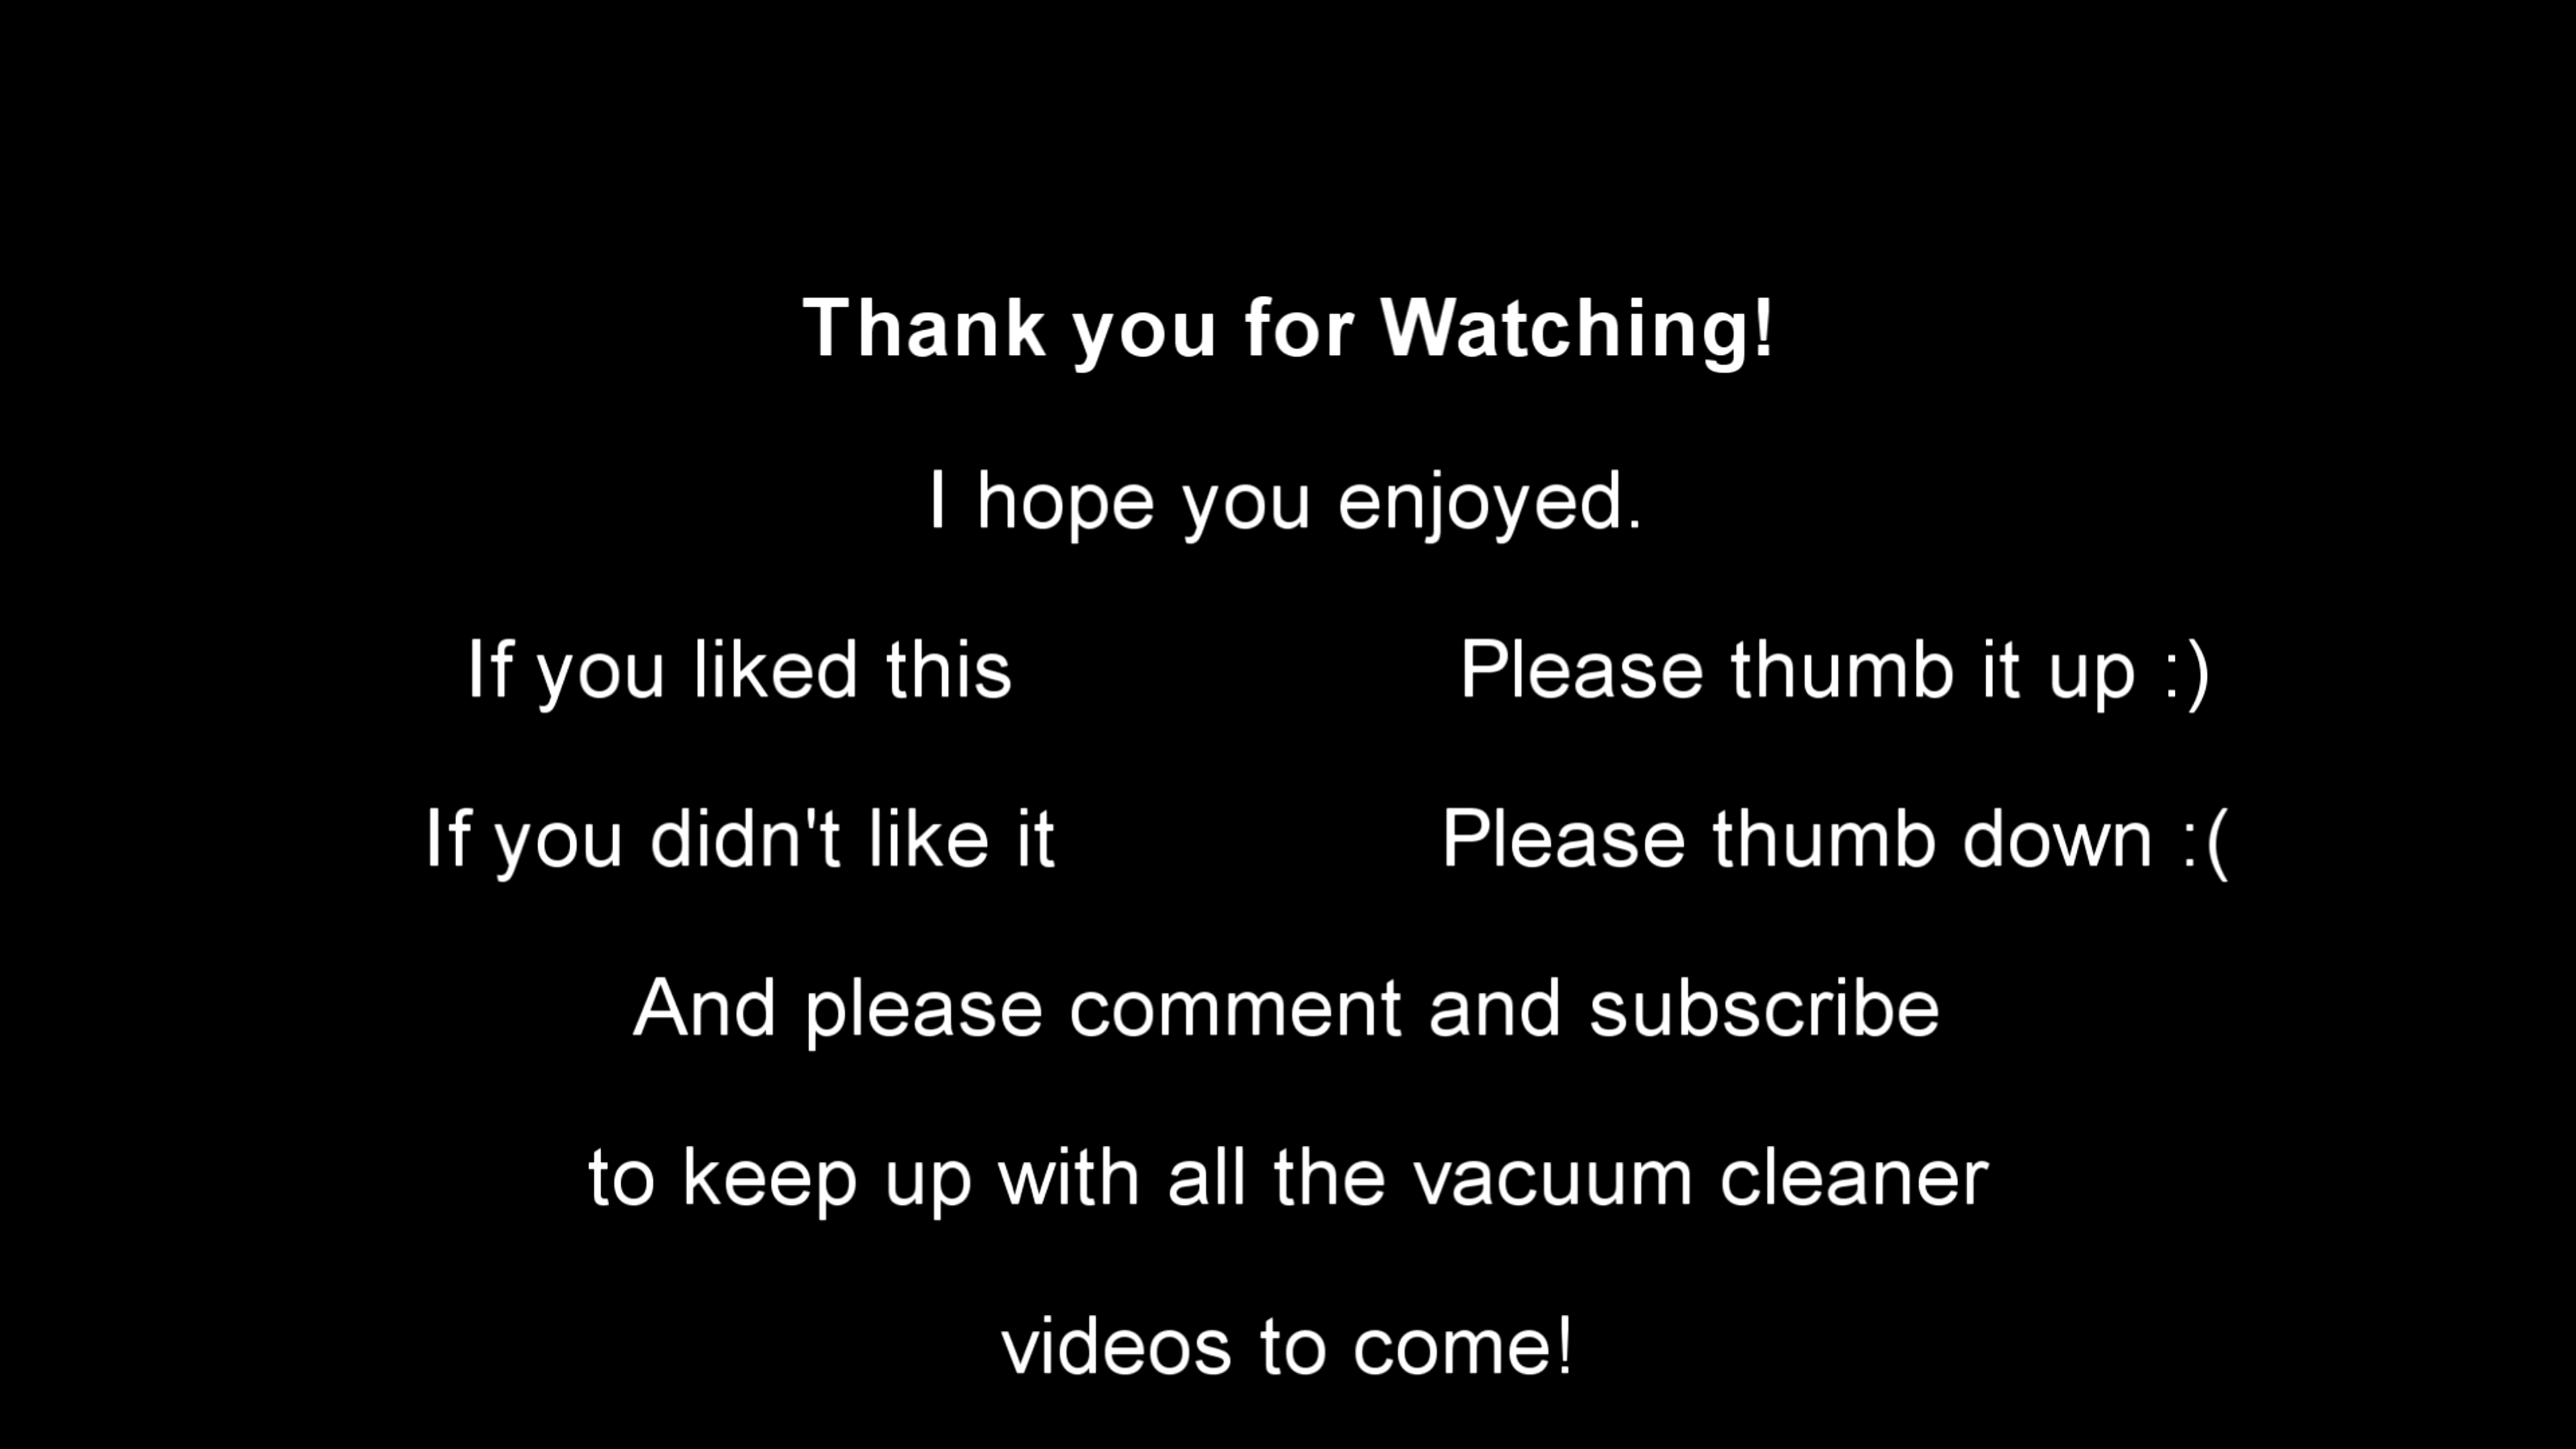 Thank you for Watching!
I hope you enjoyed.
If you liked this Please thumb it up :)
If you didn't like it Please thumb down :(
And please comment and subscribe
to keep up with all the vacuum cleaner
videos to come!